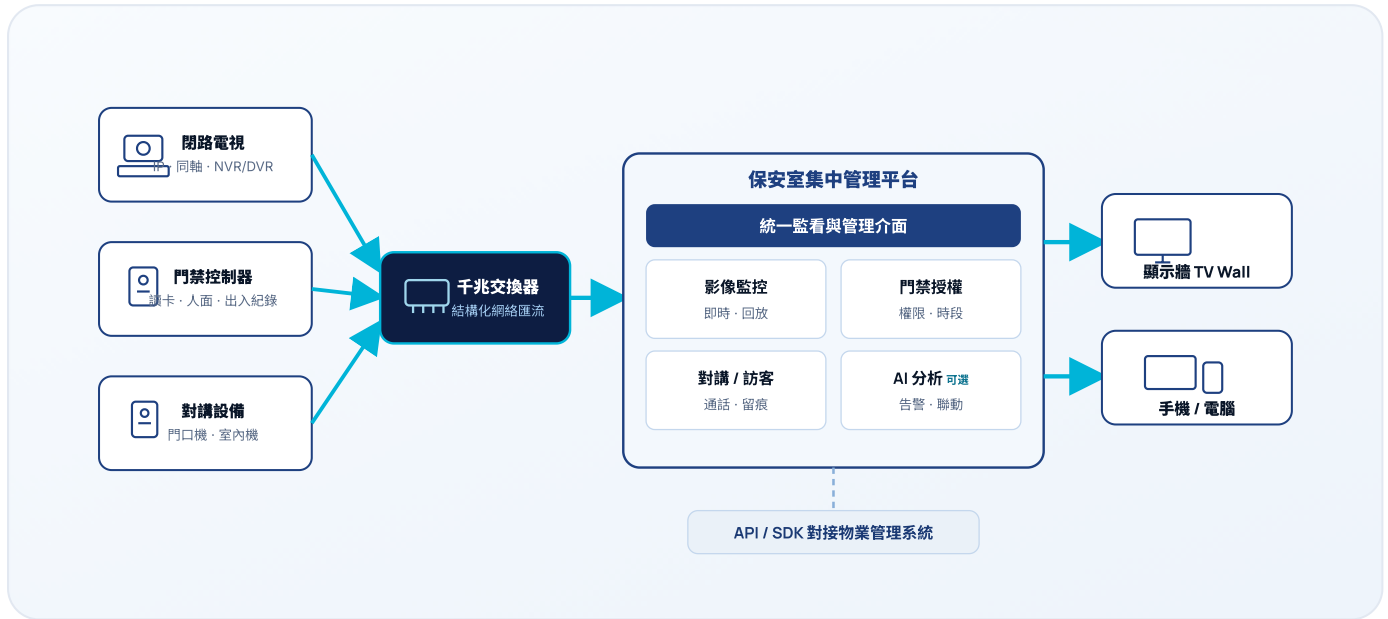 閉路電視
IP · 同軸 · NVR/DVR
門禁控制器
讀卡 · 人面 · 出入紀錄
對講設備
門口機 · 室內機
千兆交換器
結構化網絡匯流
保安室集中管理平台
統一監看與管理介面
影像監控
即時 · 回放
門禁授權
權限 · 時段
對講 / 訪客
通話 · 留痕
AI 分析 可選
告警 · 聯動
API / SDK 對接物業管理系統
顯示牆 TV Wall
手機 / 電腦